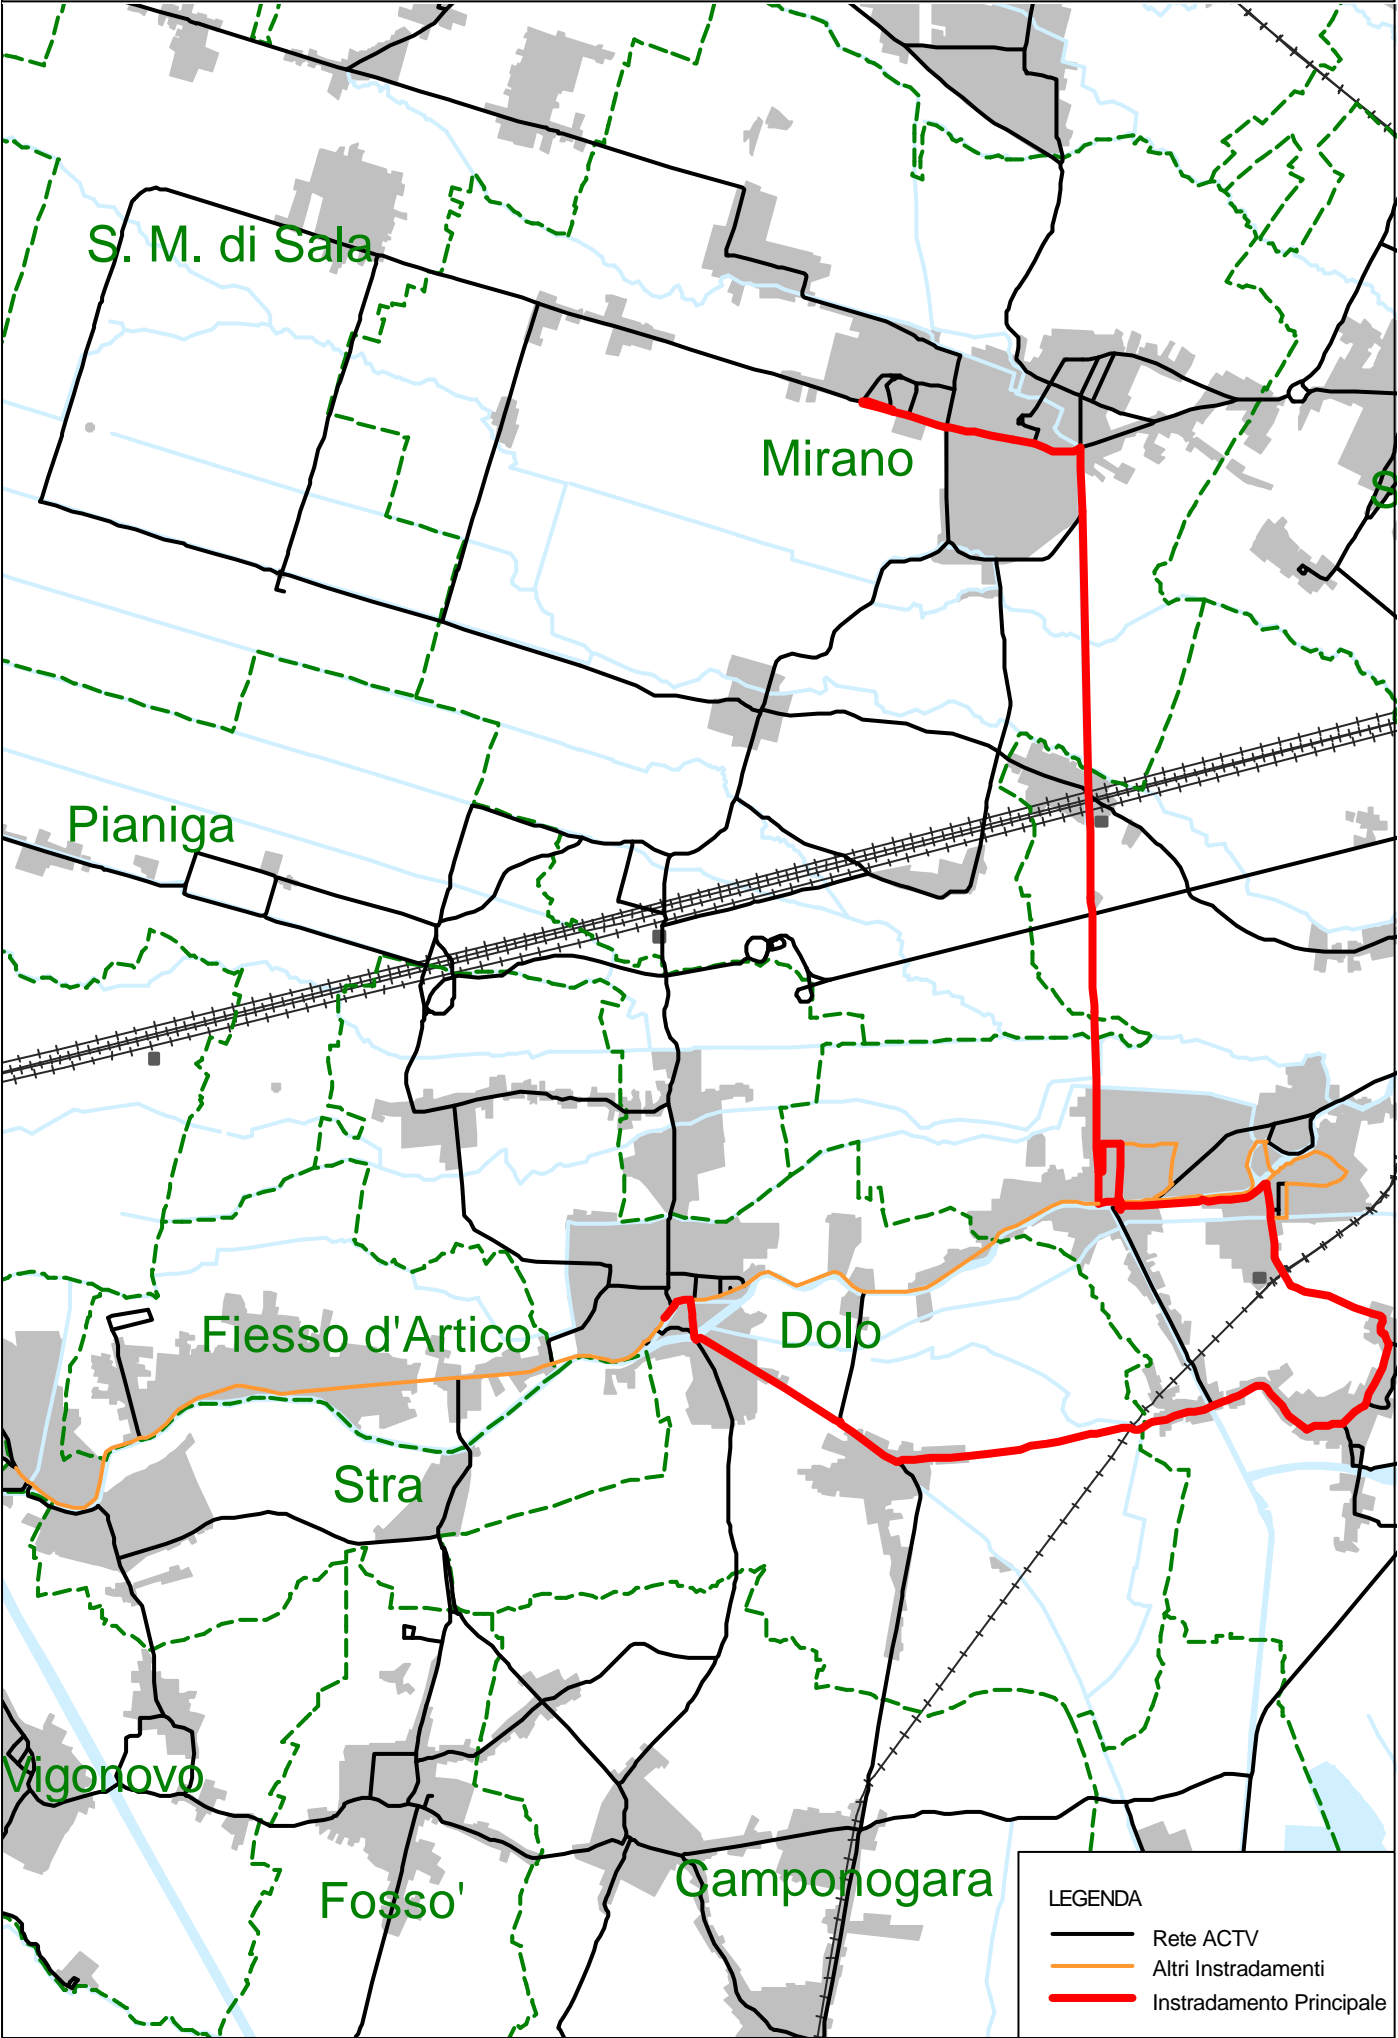 S. M. di Sala
Mirano
S
Pianiga
Fiesso d'Artico
Dolo
Stra
Vigonovo
Camponogara
Fosso'
LEGENDA
Rete ACTV
Altri Instradamenti
Instradamento Principale